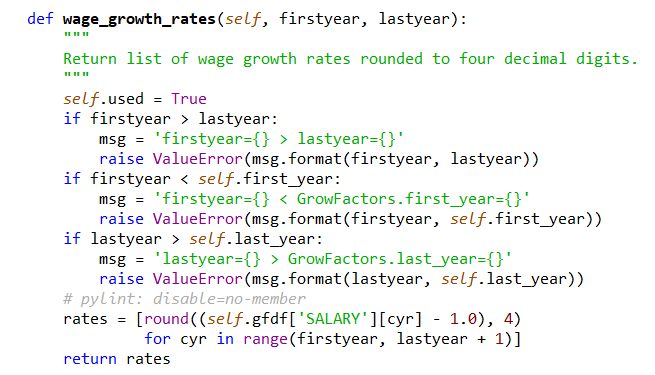 def wage_growth_rates(self, firstyear, lastyear):
    """
    Return list of wage growth rates rounded to four decimal digits.
    """
    self.used = True
    if firstyear > lastyear:
        msg = 'firstyear={} > lastyear={}'
        raise ValueError(msg.format(firstyear, lastyear))
    if firstyear < self.first_year:
        msg = 'firstyear={} < GrowFactors.first_year={}'
        raise ValueError(msg.format(firstyear, self.first_year))
    if lastyear > self.last_year:
        msg = 'lastyear={} > GrowFactors.last_year={}'
        raise ValueError(msg.format(lastyear, self.last_year))
    # pylint: disable=no-member
    rates = [round((self.gfdf['SALARY'][cyr] - 1.0), 4)
             for cyr in range(firstyear, lastyear + 1)]
    return rates